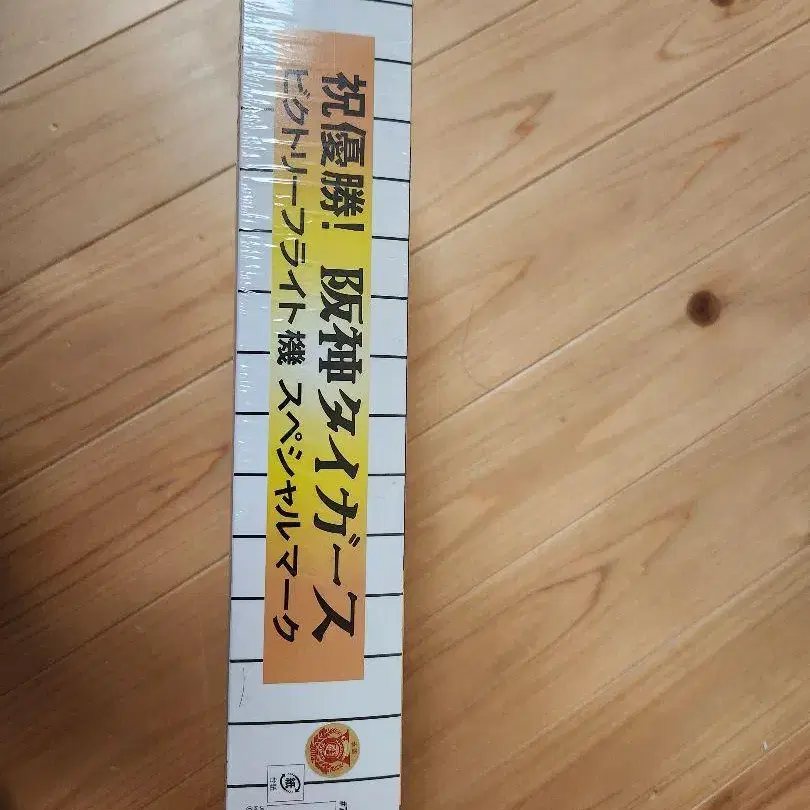 祝優勝! 阪神タイガース
ビクトリーフライト機 スペシャルマーク
紙